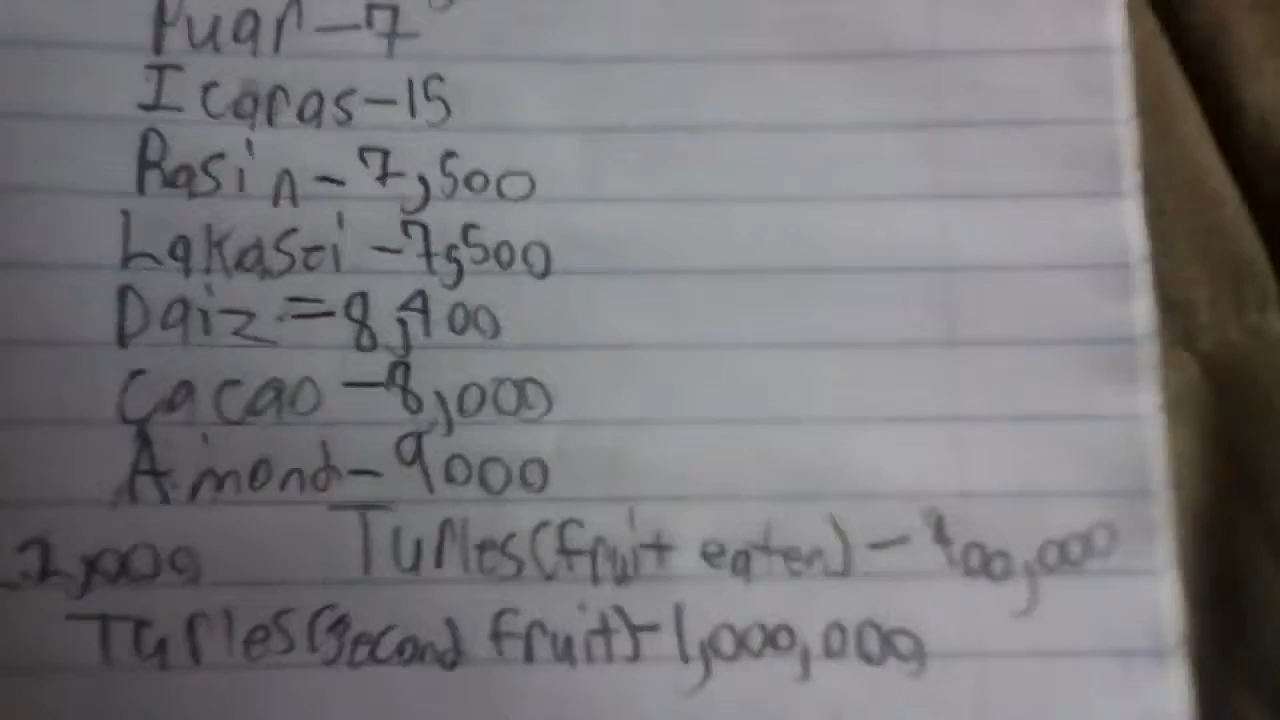 Puar-7
Icaras-15
Rasin-7,500
Lakasei-7,500
Daiz=8,400
Cacao-8,000
Amond-9000
2,000 Turles(fruit eaten)-400,000
Turles(second fruit)-1,000,000